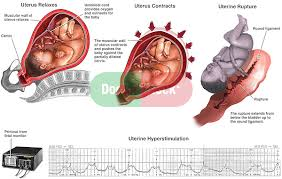 Uterus Relaxes
Muscular wall of
uterus relaxes
Umbilical cord
provides oxygen and
nutrients for
the baby
Cervix
Uterus Contracts
The muscular wall
of uterus contracts
and pushes the
baby against the
partially dilated
cervix
Uterine Rupture
Round ligament
Rupture
The rupture extends from
below the bladder up to
the round ligament.
Printout from
fetal monitor
Uterine Hyperstimulation